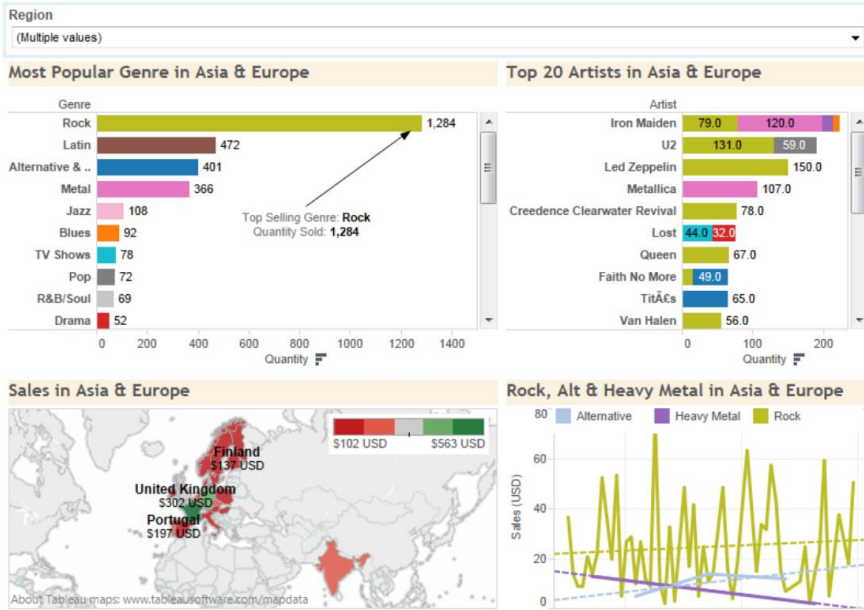 Region
(Multiple values)
Most Popular Genre in Asia & Europe
Genre
Rock 1,284
Latin 472
Alternative & .. 401
Metal 366
Jazz 108
Blues 92
TV Shows 78
Pop 72
R&B/Soul 69
Drama 52
Top Selling Genre: Rock
Quantity Sold: 1,284
0 200 400 600 800 1000 1200 1400
Quantity
Top 20 Artists in Asia & Europe
Artist
Iron Maiden 79.0 120.0
U2 131.0 59.0
Led Zeppelin 150.0
Metallica 107.0
Creedence Clearwater Revival 78.0
Lost 44.0 32.0
Queen 67.0
Faith No More 49.0
TitÃ£s 65.0
Van Halen 56.0
0 100 200
Quantity
Sales in Asia & Europe
$102 USD $563 USD
Finland
$137 USD
United Kingdom
$302 USD
Portugal
$197 USD
About Tableau maps: www.tableausoftware.com/mapdata
Rock, Alt & Heavy Metal in Asia & Europe
Alternative Heavy Metal Rock
Sales (USD)
80
60
40
20
0